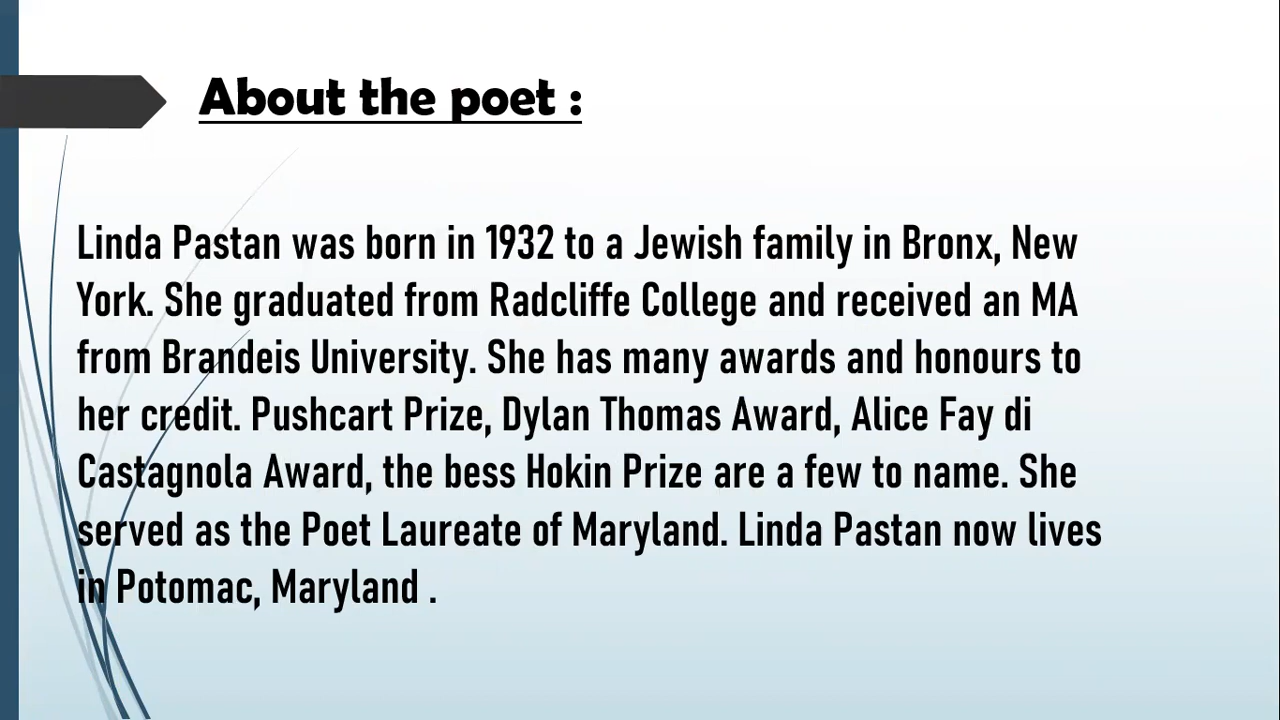 About the poet :
Linda Pastan was born in 1932 to a Jewish family in Bronx, New
York. She graduated from Radcliffe College and received an MA
from Brandeis University. She has many awards and honours to
her credit. Pushcart Prize, Dylan Thomas Award, Alice Fay di
Castagnola Award, the bess Hokin Prize are a few to name. She
served as the Poet Laureate of Maryland. Linda Pastan now lives
in Potomac, Maryland .